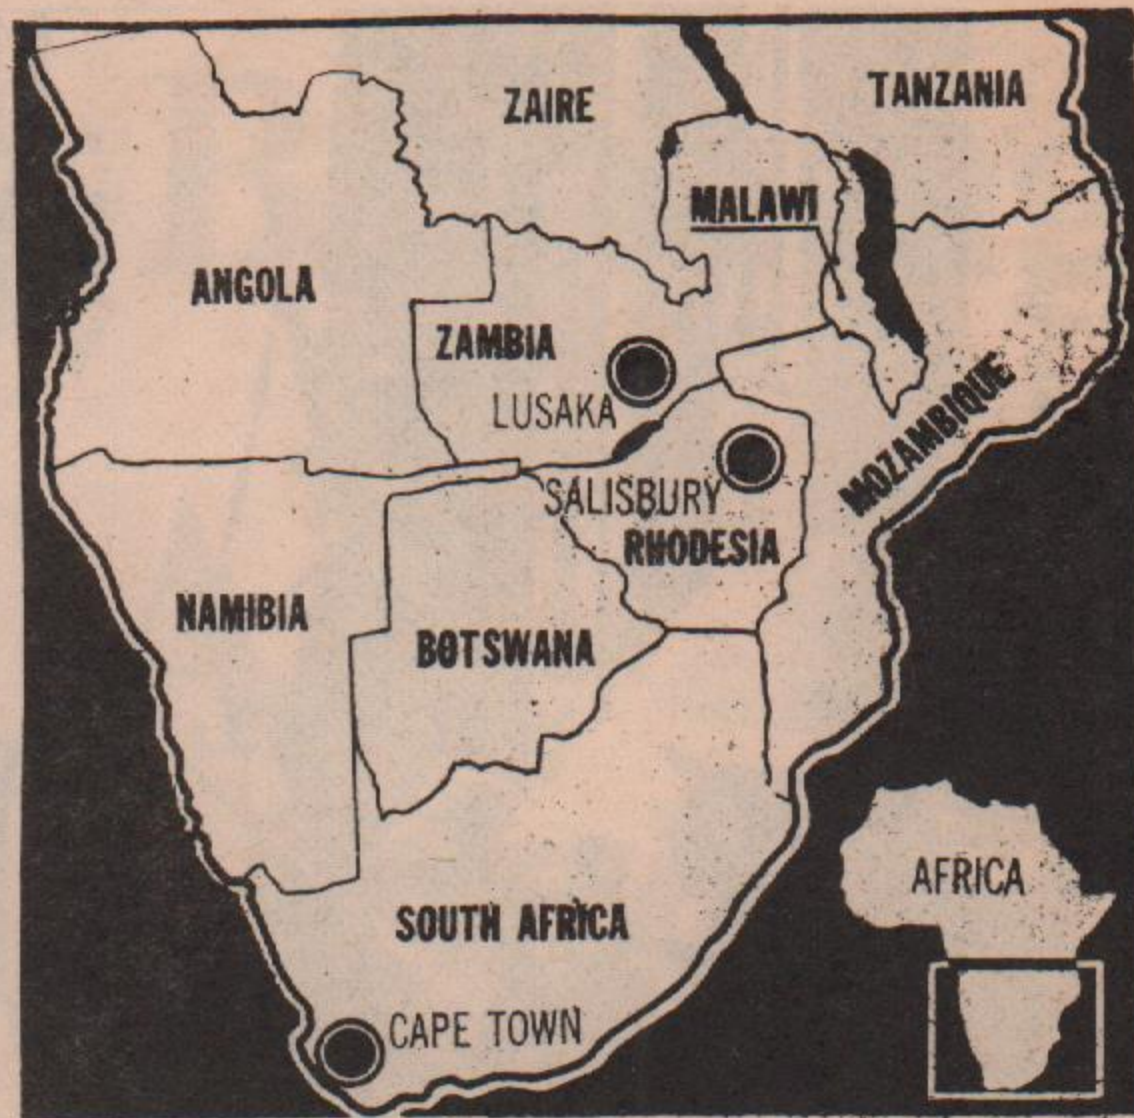 ZAIRE
TANZANIA
MALAWI
ANGOLA
ZAMBIA
LUSAKA
MOZAMBIQUE
SALISBURY
RHODESIA
NAMIBIA
BOTSWANA
AFRICA
SOUTH AFRICA
CAPE TOWN